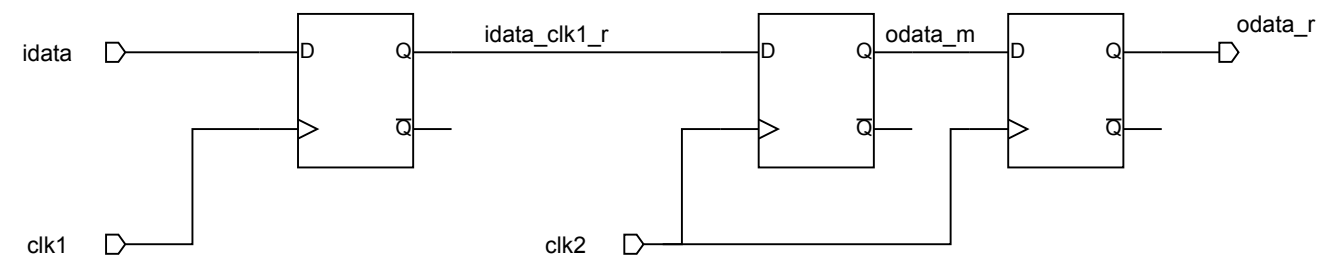 odata_r
idata_clk1_r
odata_m
idata
D
Q
D
Q
D
Q
Q̅
Q̅
Q̅
clk1
clk2